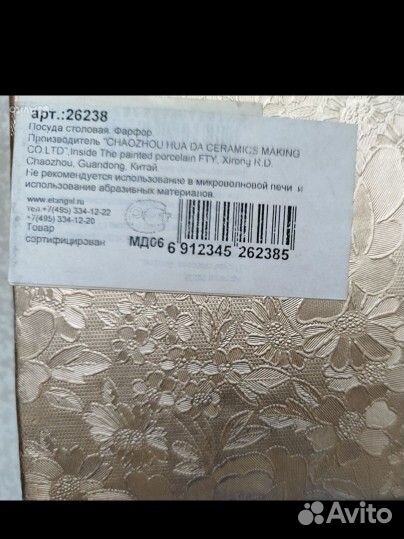 арт.:26238
Посуда столовая. Фарфор.
Производитель "CHAOZHOU HUA DA CERAMICS MAKING
CO.LTD",Inside The painted porcelain FTY, Xirong R.D.
Chaozhou, Guandong, Китай.
Не рекомендуется использование в микроволновой печи и
использование абразивных материалов.
www.etangsl.ru
тел.+7(495) 334-12-22
+7(495) 334-12-20
Товар
сертифицирован
МД06
6 912345 262385
Avito